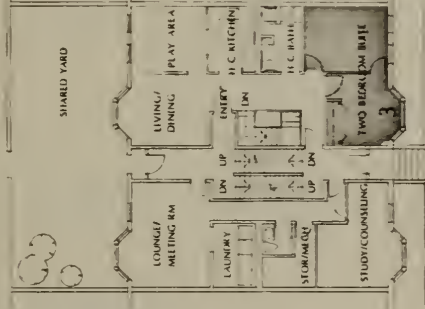 SHARED YARD
PLAY AREA
H.C. KITCHEN
H.C. BATH
TWO BEDROOM SUITE
3
LIVING/
DINING
ENTRY
DN
UP
DN
DN
UP
LOUNGE/
MEETING RM
LAUNDRY
STOR/MECH
STUDY/COUNSELING